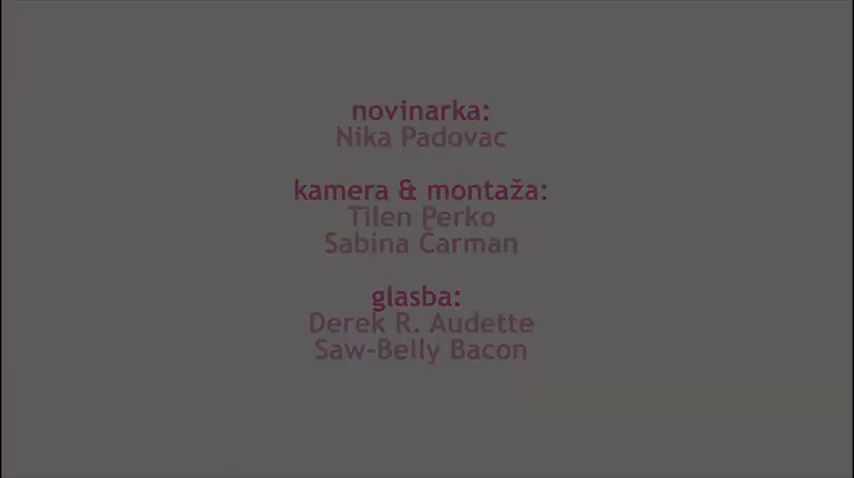 novinarka:
Nika Padovac
kamera & montaža:
Tilen Perko
Sabina Čarman
glasba:
Derek R. Audette
Saw-Belly Bacon